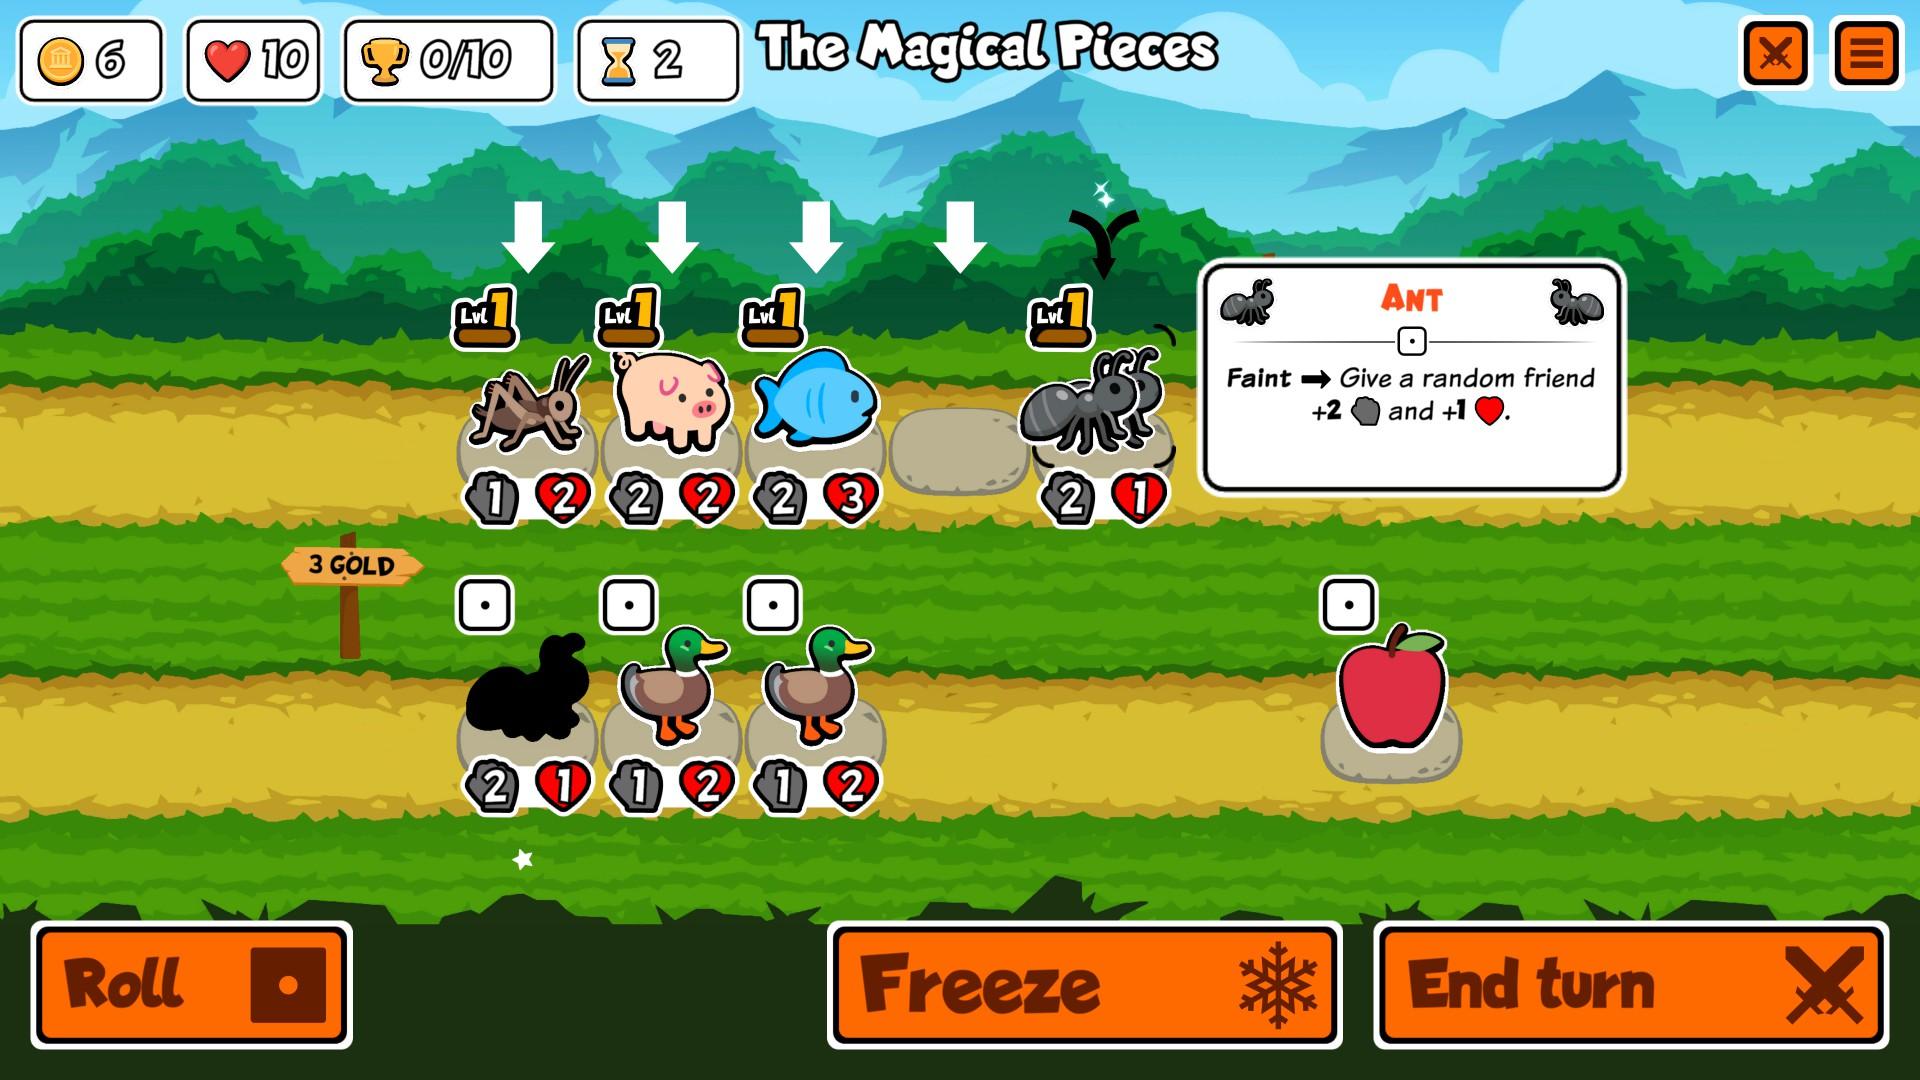 6 10 0/10 2 The Magical Pieces
Lvl 1 Lvl 1 Lvl 1 Lvl 1
Ant
Faint ➡ Give a random friend
+2 and +1 .
1 2 2 2 2 3 2 1
3 GOLD
2 1 1 2 1 2
Roll Freeze End turn